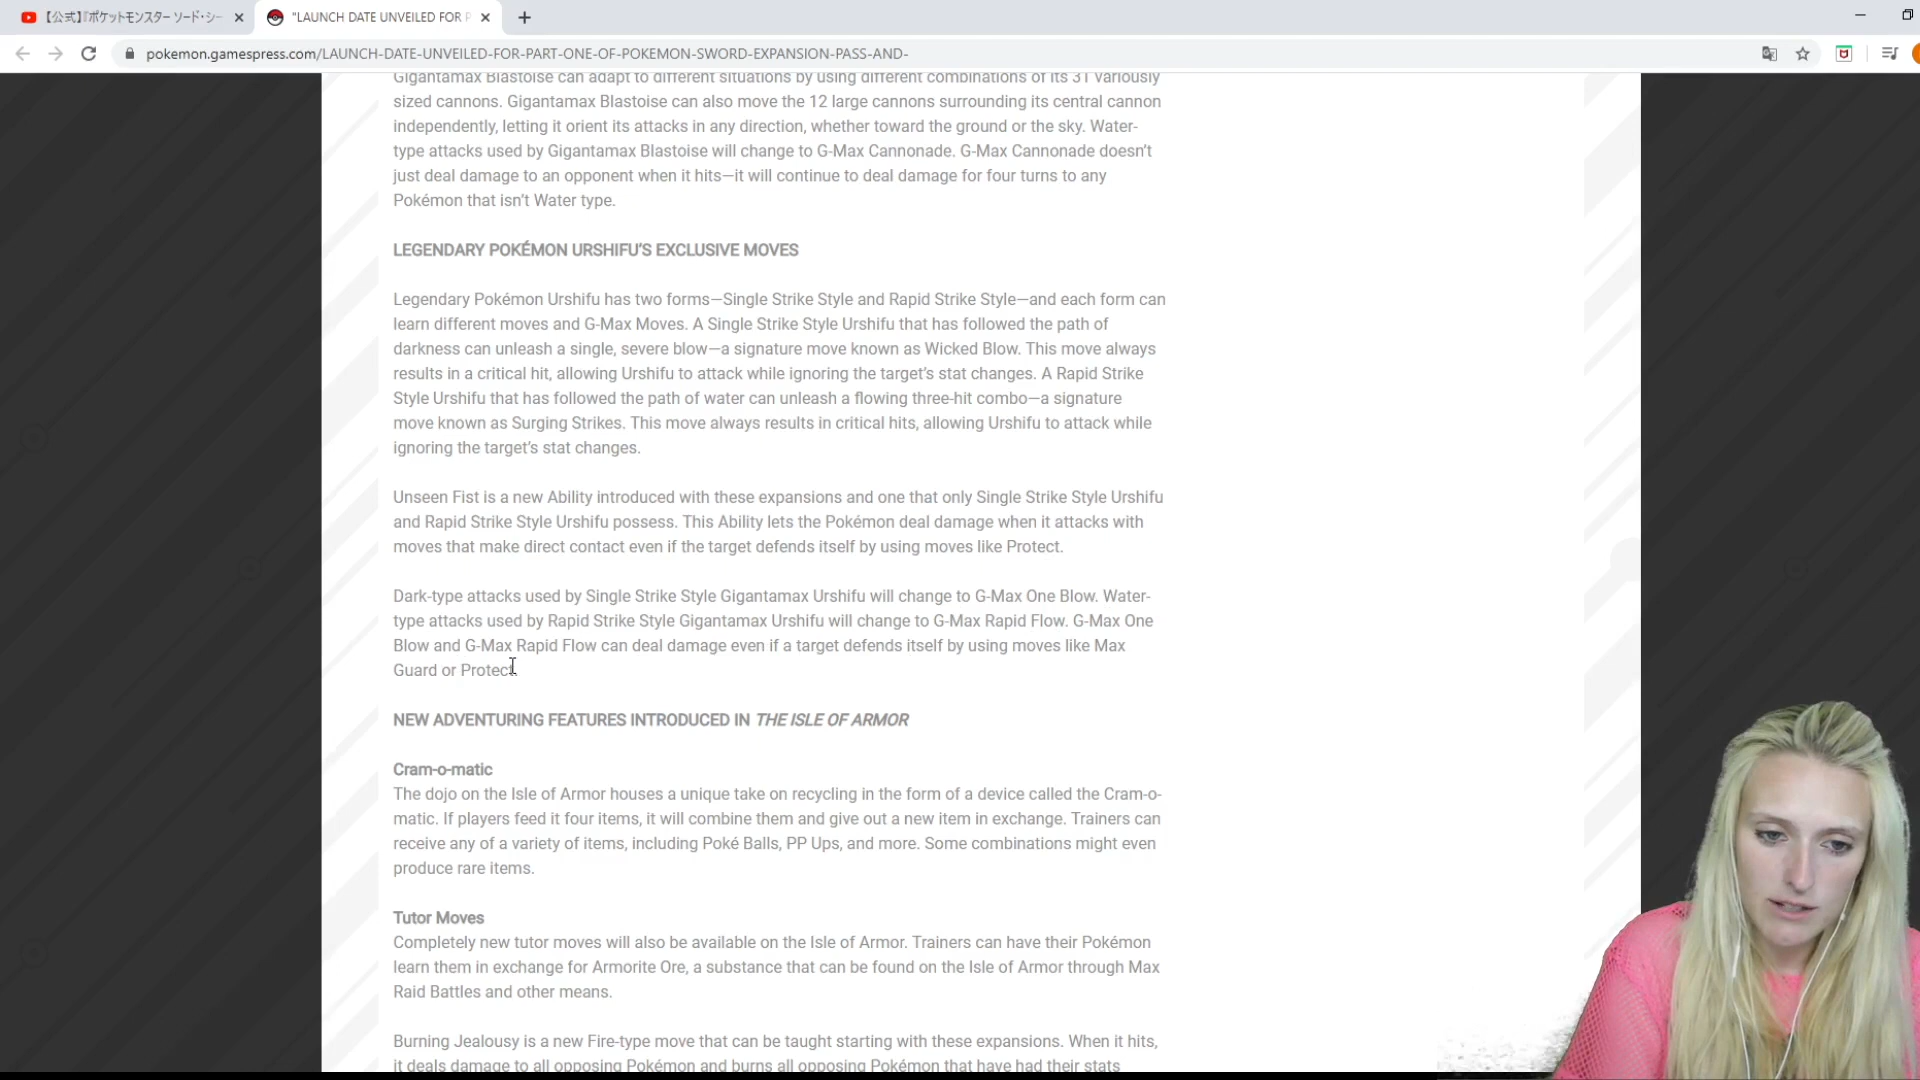 【公式】『ポケットモンスター ソード・シー
"LAUNCH DATE UNVEILED FOR P
pokemon.gamespress.com/LAUNCH-DATE-UNVEILED-FOR-PART-ONE-OF-POKEMON-SWORD-EXPANSION-PASS-AND-
Gigantamax Blastoise can adapt to different situations by using different combinations of its 31 variously
sized cannons. Gigantamax Blastoise can also move the 12 large cannons surrounding its central cannon
independently, letting it orient its attacks in any direction, whether toward the ground or the sky. Water-
type attacks used by Gigantamax Blastoise will change to G-Max Cannonade. G-Max Cannonade doesn't
just deal damage to an opponent when it hits—it will continue to deal damage for four turns to any
Pokémon that isn't Water type.
LEGENDARY POKÉMON URSHIFU'S EXCLUSIVE MOVES
Legendary Pokémon Urshifu has two forms—Single Strike Style and Rapid Strike Style—and each form can
learn different moves and G-Max Moves. A Single Strike Style Urshifu that has followed the path of
darkness can unleash a single, severe blow—a signature move known as Wicked Blow. This move always
results in a critical hit, allowing Urshifu to attack while ignoring the target's stat changes. A Rapid Strike
Style Urshifu that has followed the path of water can unleash a flowing three-hit combo—a signature
move known as Surging Strikes. This move always results in critical hits, allowing Urshifu to attack while
ignoring the target's stat changes.
Unseen Fist is a new Ability introduced with these expansions and one that only Single Strike Style Urshifu
and Rapid Strike Style Urshifu possess. This Ability lets the Pokémon deal damage when it attacks with
moves that make direct contact even if the target defends itself by using moves like Protect.
Dark-type attacks used by Single Strike Style Gigantamax Urshifu will change to G-Max One Blow. Water-
type attacks used by Rapid Strike Style Gigantamax Urshifu will change to G-Max Rapid Flow. G-Max One
Blow and G-Max Rapid Flow can deal damage even if a target defends itself by using moves like Max
Guard or Protect.
NEW ADVENTURING FEATURES INTRODUCED IN THE ISLE OF ARMOR
Cram-o-matic
The dojo on the Isle of Armor houses a unique take on recycling in the form of a device called the Cram-o-
matic. If players feed it four items, it will combine them and give out a new item in exchange. Trainers can
receive any of a variety of items, including Poké Balls, PP Ups, and more. Some combinations might even
produce rare items.
Tutor Moves
Completely new tutor moves will also be available on the Isle of Armor. Trainers can have their Pokémon
learn them in exchange for Armorite Ore, a substance that can be found on the Isle of Armor through Max
Raid Battles and other means.
Burning Jealousy is a new Fire-type move that can be taught starting with these expansions. When it hits,
it deals damage to all opposing Pokémon and burns all opposing Pokémon that have had their stats